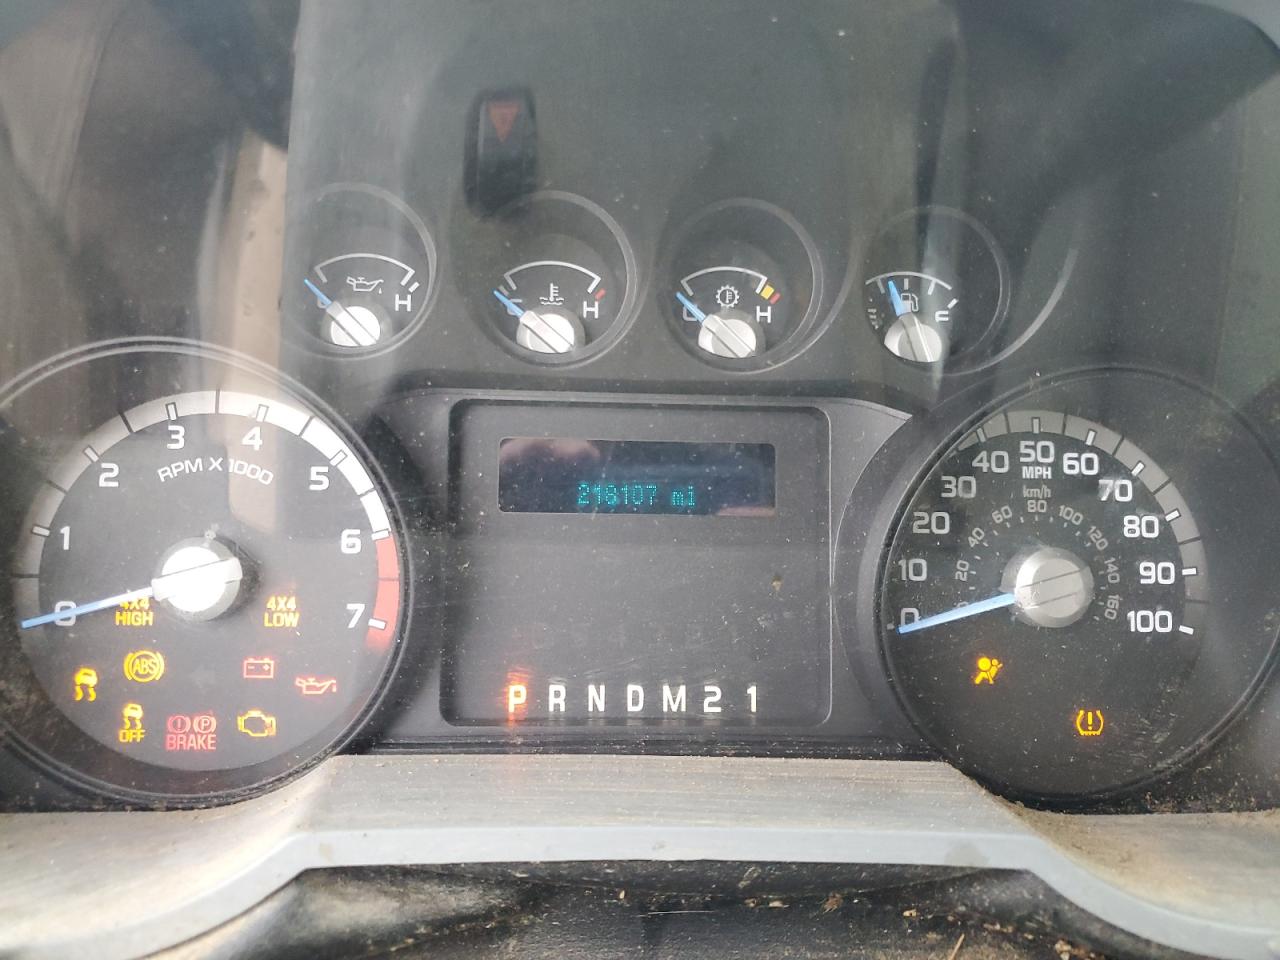 H
H
H
F
1 2 3 4 5 6 7
RPM X 1000
0
4X4 HIGH
4X4 LOW
ABS
OFF
P
BRAKE
218107 mi
P R N D M 2 1
0 10 20 30 40 50 60 70 80 90 100
MPH
km/h
20 40 60 80 100 120 140 160